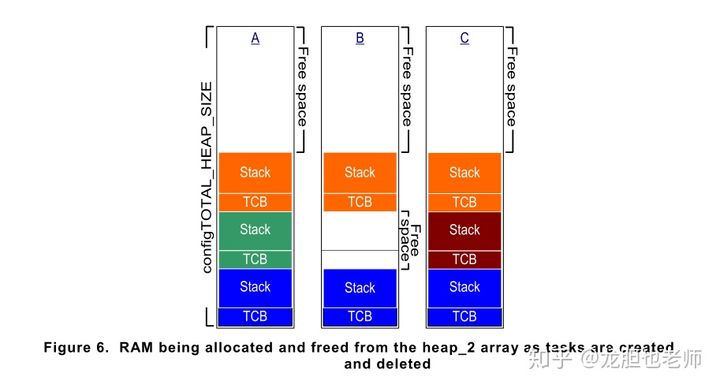 A
B
C
Free space
Free space
Free space
configTOTAL_HEAP_SIZE
Stack
Stack
Stack
TCB
TCB
TCB
Stack
Free
space
Stack
TCB
TCB
Stack
Stack
Stack
TCB
TCB
TCB
Figure 6. RAM being allocated and freed from the heap_2 array as tasks are created
and deleted
知乎 @龙胆也老师